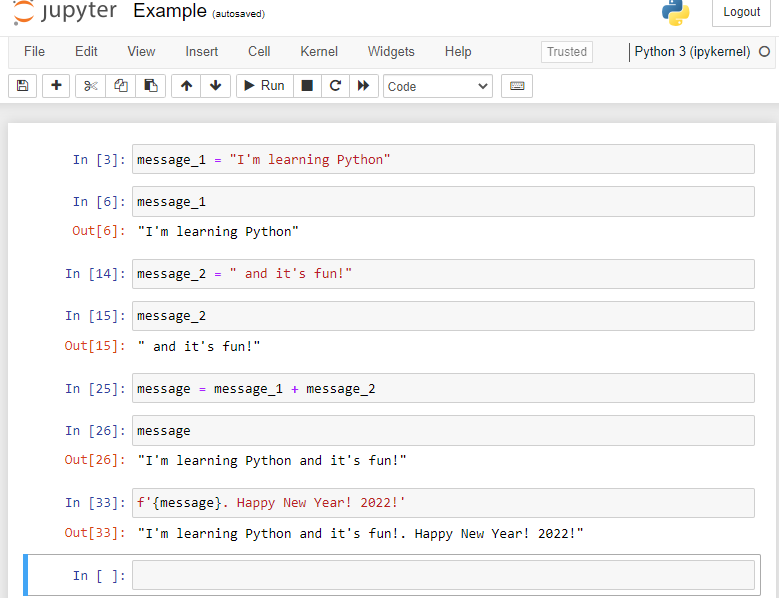 jupyter Example (autosaved) Logout
File Edit View Insert Cell Kernel Widgets Help Trusted Python 3 (ipykernel)
Run Code
In [3]: message_1 = "I'm learning Python"
In [6]: message_1
Out[6]: "I'm learning Python"
In [14]: message_2 = " and it's fun!"
In [15]: message_2
Out[15]: " and it's fun!"
In [25]: message = message_1 + message_2
In [26]: message
Out[26]: "I'm learning Python and it's fun!"
In [33]: f'{message}. Happy New Year! 2022!'
Out[33]: "I'm learning Python and it's fun!. Happy New Year! 2022!"
In [ ]: